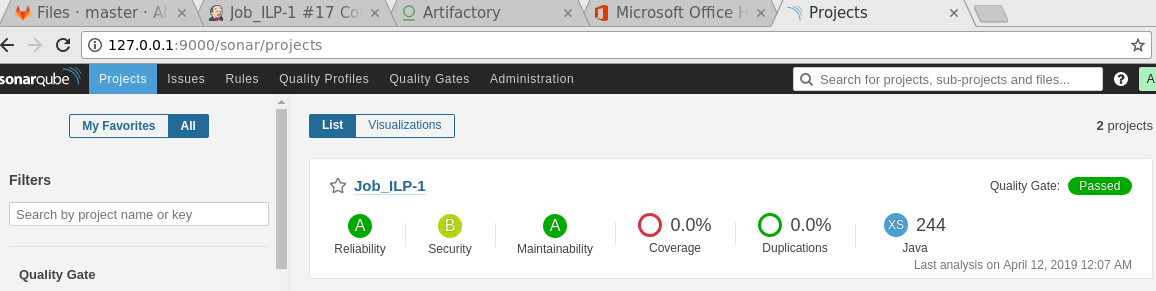 Files · master · Al
Job_ILP-1 #17 Co
Artifactory
Microsoft Office H
Projects
127.0.0.1:9000/sonar/projects
sonarqube Projects Issues Rules Quality Profiles Quality Gates Administration Search for projects, sub-projects and files... ? A
My Favorites All List Visualizations 2 projects
Filters
Job_ILP-1 Quality Gate: Passed
Search by project name or key
A B A 0.0% 0.0% XS 244
Reliability Security Maintainability Coverage Duplications Java
Last analysis on April 12, 2019 12:07 AM
Quality Gate